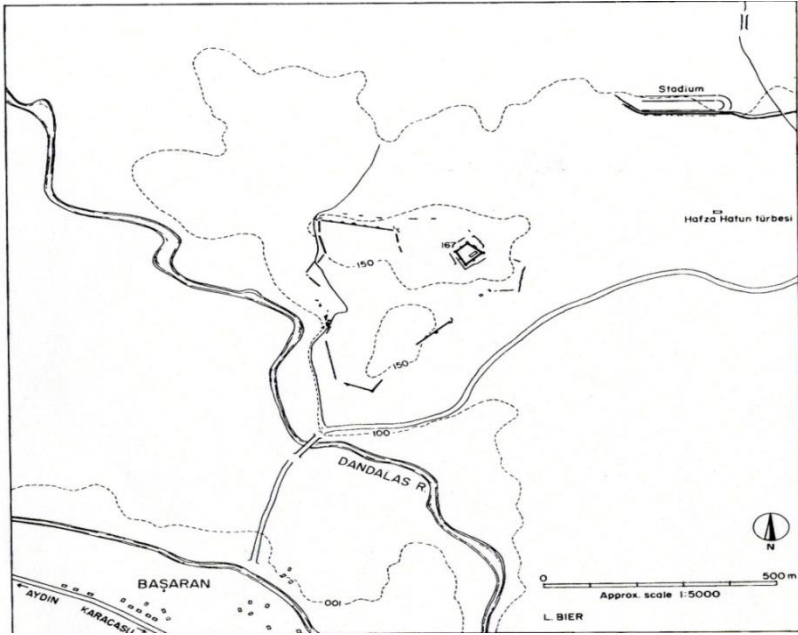 Stadium
Hafza Hatun türbesi
167
150
150
100
DANDALAS R
BAŞARAN
100
AYDIN
KARACASU
N
0 500 m
Approx. scale 1:5000
L. BIER